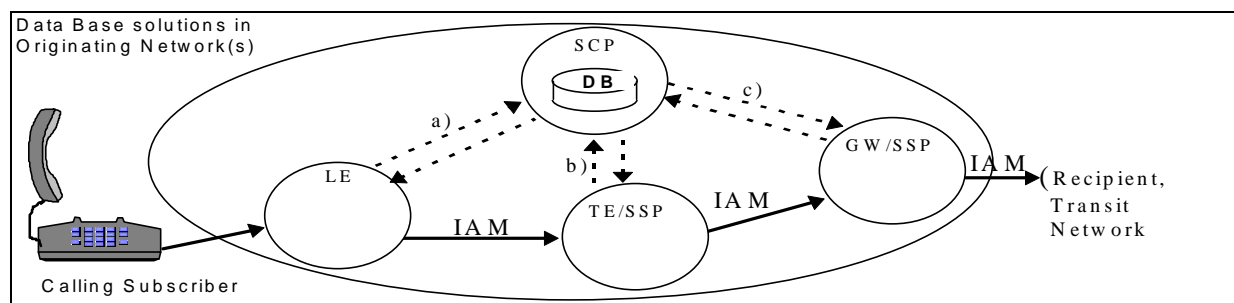 Data Base solutions in
Originating Network(s)
SCP
DB
a)
c)
b)
LE
GW/SSP
TE/SSP
IAM
IAM
IAM
(Recipient,
Transit
Network
Calling Subscriber